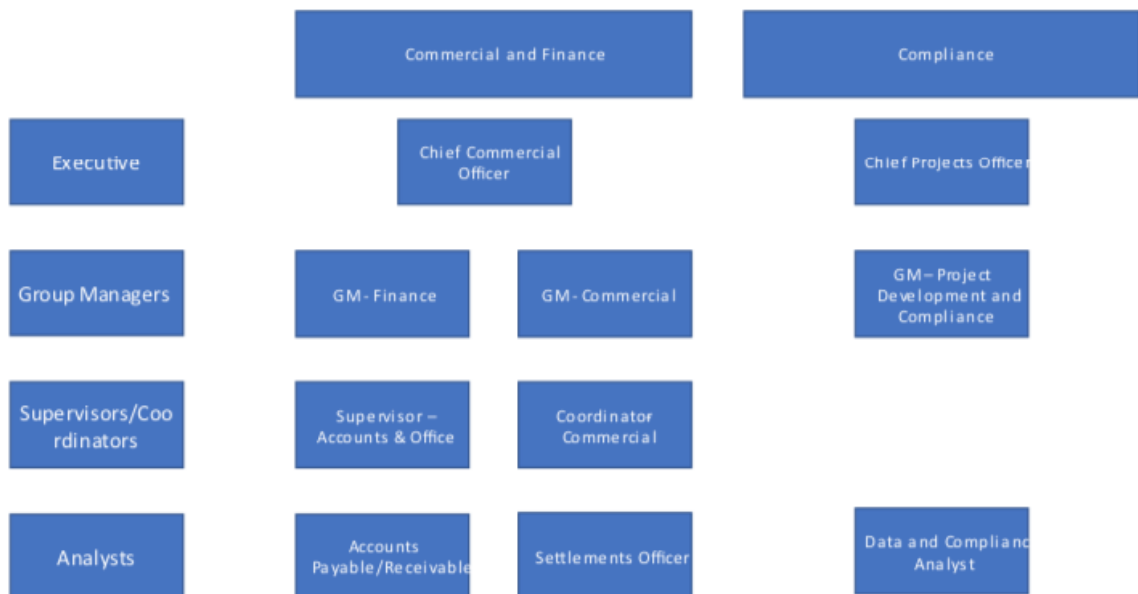 Commercial and Finance
Compliance
Executive
Chief Commercial
Officer
Chief Projects Officer
Group Managers
GM- Finance
GM- Commercial
GM – Project
Development and
Compliance
Supervisors/Coo
rdinators
Supervisor –
Accounts & Office
Coordinator-
Commercial
Analysts
Accounts
Payable/Receivable
Settlements Officer
Data and Complianc
Analyst